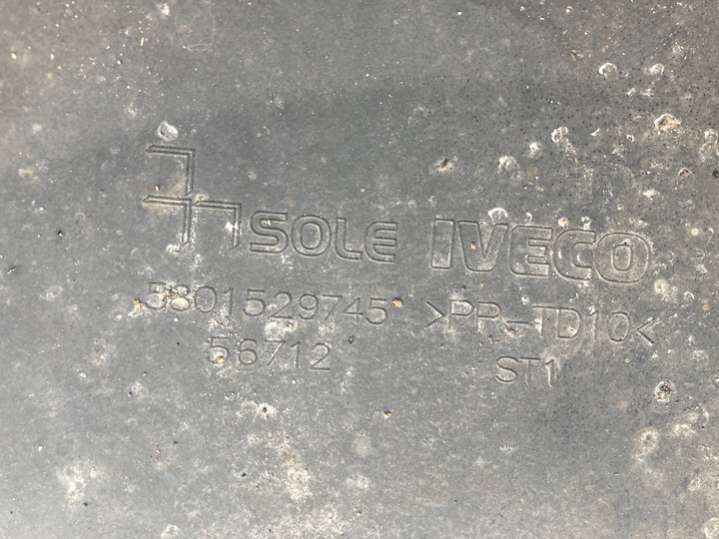 SOLE IVECO
5801529745 >PP-TD10<
56712 ST1